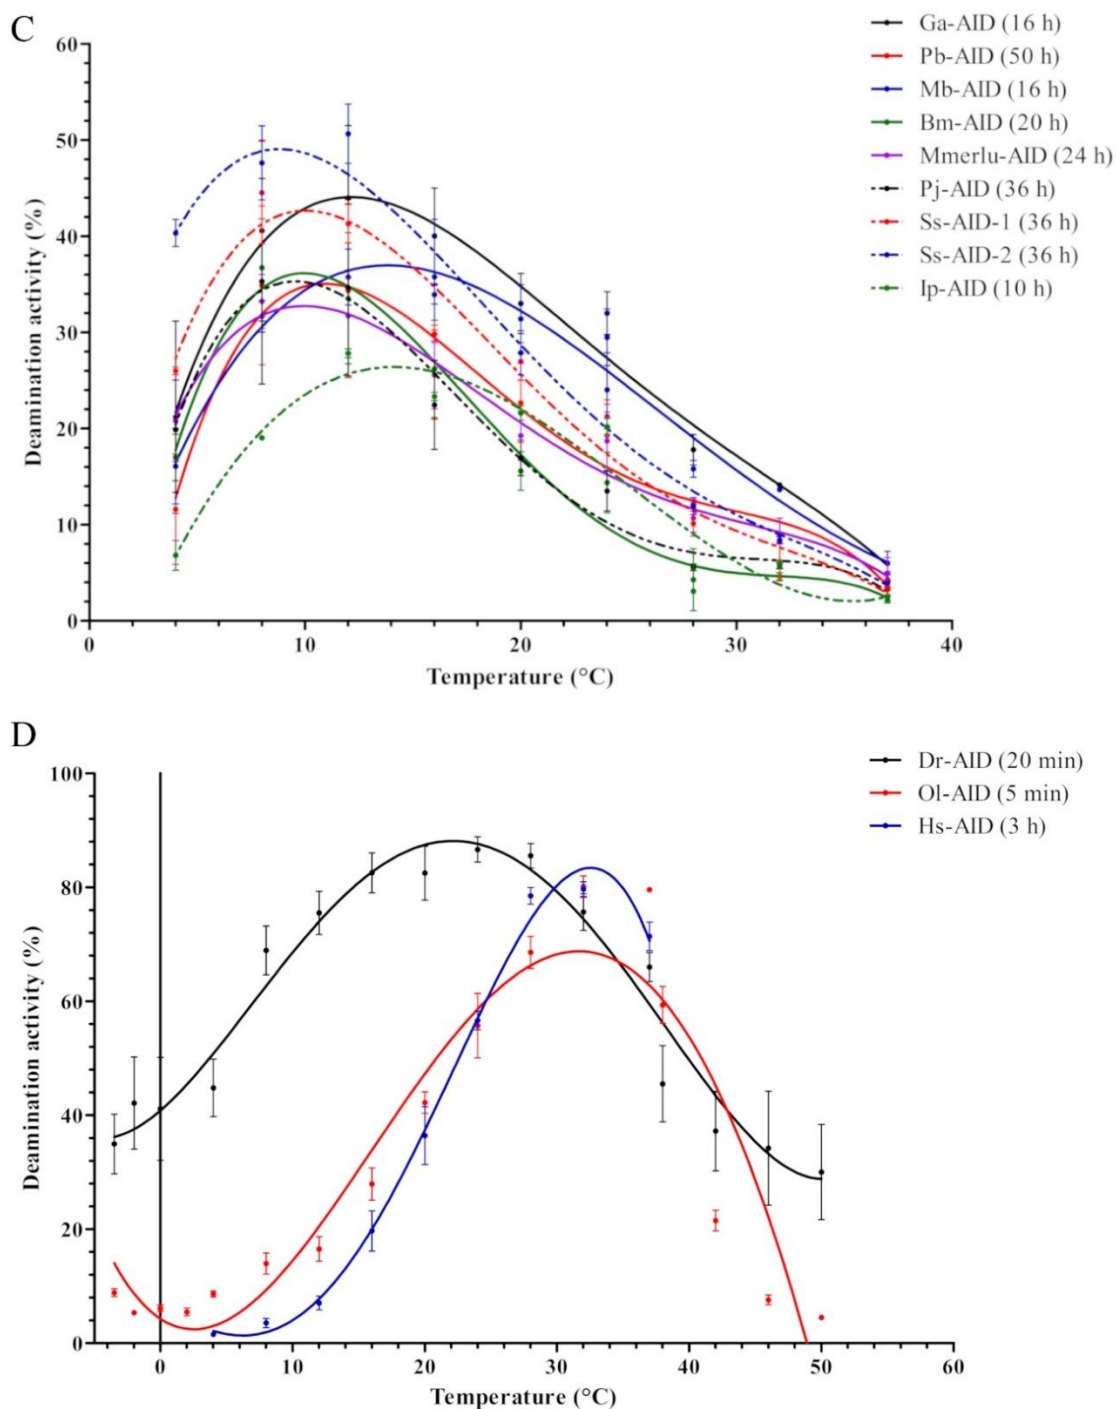 C
Ga-AID (16 h)
Pb-AID (50 h)
Mb-AID (16 h)
Bm-AID (20 h)
Mmerlu-AID (24 h)
Pj-AID (36 h)
Ss-AID-1 (36 h)
Ss-AID-2 (36 h)
Ip-AID (10 h)
Deamination activity (%)
60
50
40
30
20
10
0
0 10 20 30 40
Temperature (°C)
D
Dr-AID (20 min)
Ol-AID (5 min)
Hs-AID (3 h)
Deamination activity (%)
100
80
60
40
20
0
0 10 20 30 40 50 60
Temperature (°C)